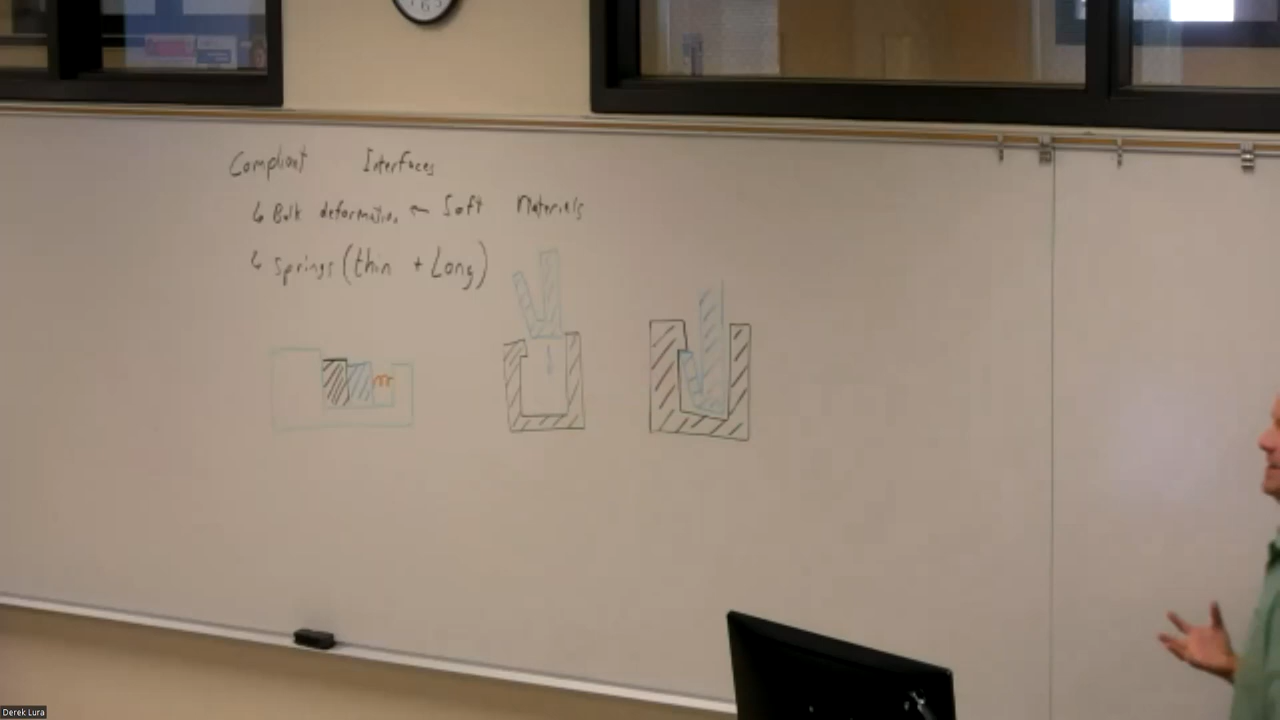 Compliant Interfaces
↳ Bulk deformation ← Soft Materials
↳ Springs (thin + Long)
Derek Lura